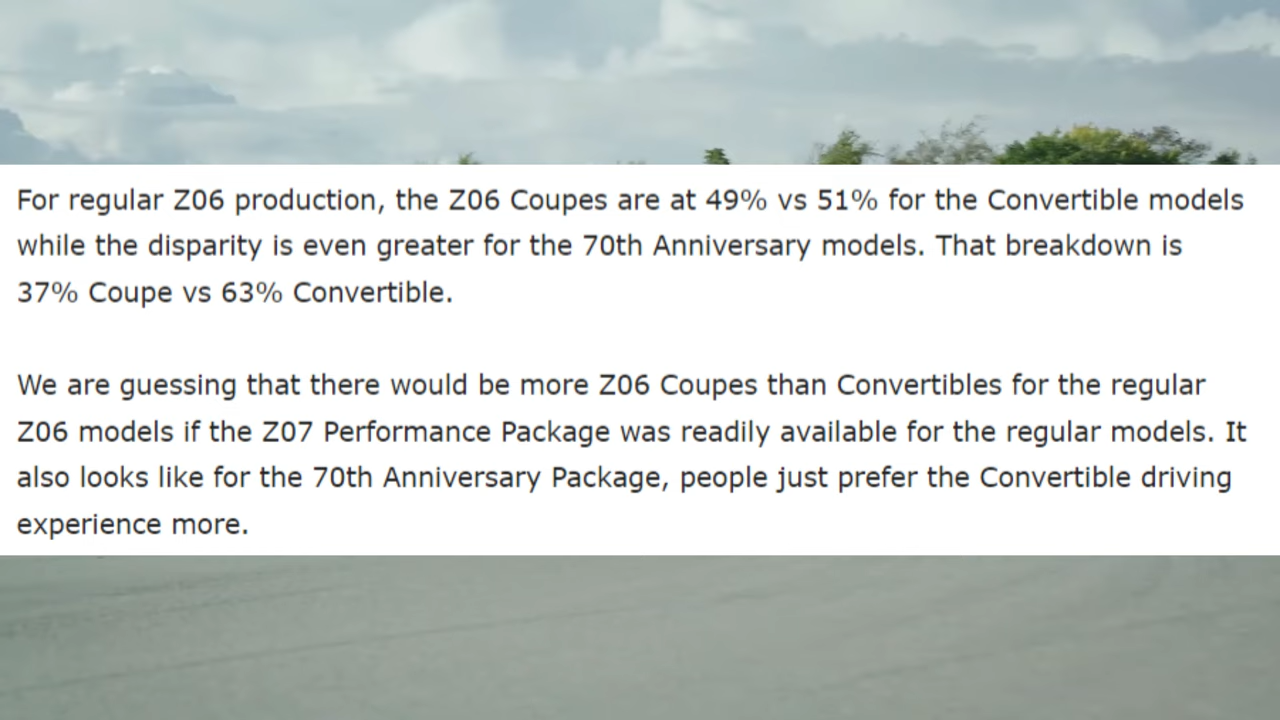 For regular Z06 production, the Z06 Coupes are at 49% vs 51% for the Convertible models
while the disparity is even greater for the 70th Anniversary models. That breakdown is
37% Coupe vs 63% Convertible.
We are guessing that there would be more Z06 Coupes than Convertibles for the regular
Z06 models if the Z07 Performance Package was readily available for the regular models. It
also looks like for the 70th Anniversary Package, people just prefer the Convertible driving
experience more.